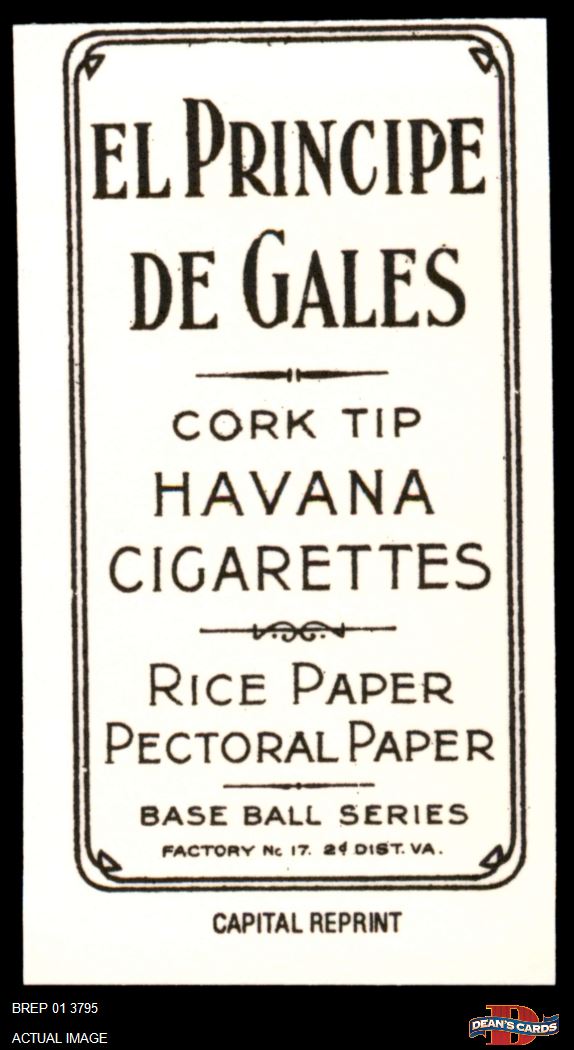 EL PRINCIPE
DE GALES
CORK TIP
HAVANA
CIGARETTES
RICE PAPER
PECTORAL PAPER
BASE BALL SERIES
FACTORY No 17. 2d DIST. VA.
CAPITAL REPRINT
BREP 01 3795
ACTUAL IMAGE
D
DEAN'S CARDS